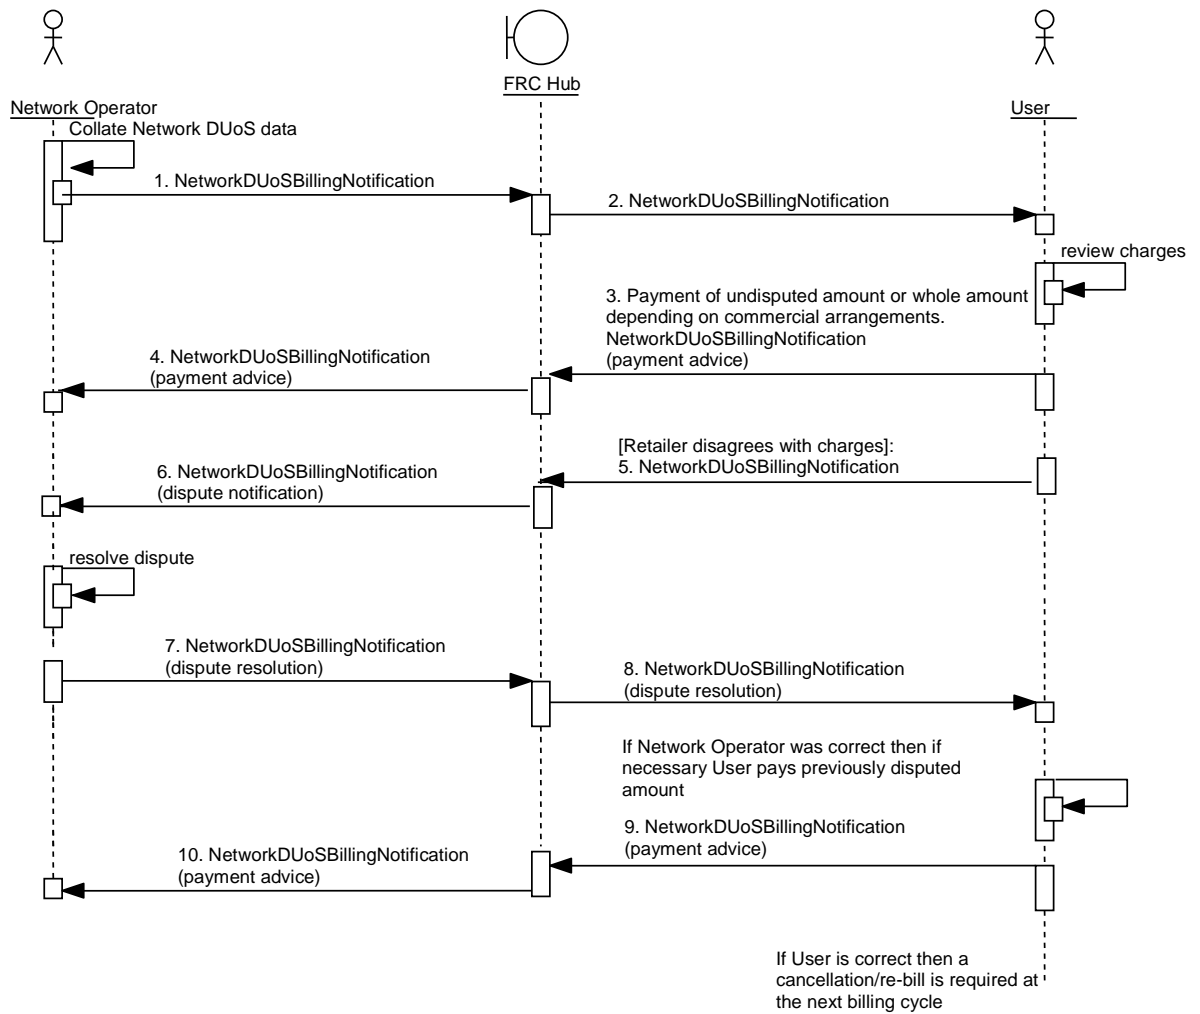 FRC Hub
Network Operator
User
Collate Network DUoS data
1. NetworkDUoSBillingNotification
2. NetworkDUoSBillingNotification
review charges
3. Payment of undisputed amount or whole amount
depending on commercial arrangements.
NetworkDUoSBillingNotification
(payment advice)
4. NetworkDUoSBillingNotification
(payment advice)
[Retailer disagrees with charges]:
5. NetworkDUoSBillingNotification
6. NetworkDUoSBillingNotification
(dispute notification)
resolve dispute
7. NetworkDUoSBillingNotification
(dispute resolution)
8. NetworkDUoSBillingNotification
(dispute resolution)
If Network Operator was correct then if
necessary User pays previously disputed
amount
9. NetworkDUoSBillingNotification
(payment advice)
10. NetworkDUoSBillingNotification
(payment advice)
If User is correct then a
cancellation/re-bill is required at
the next billing cycle